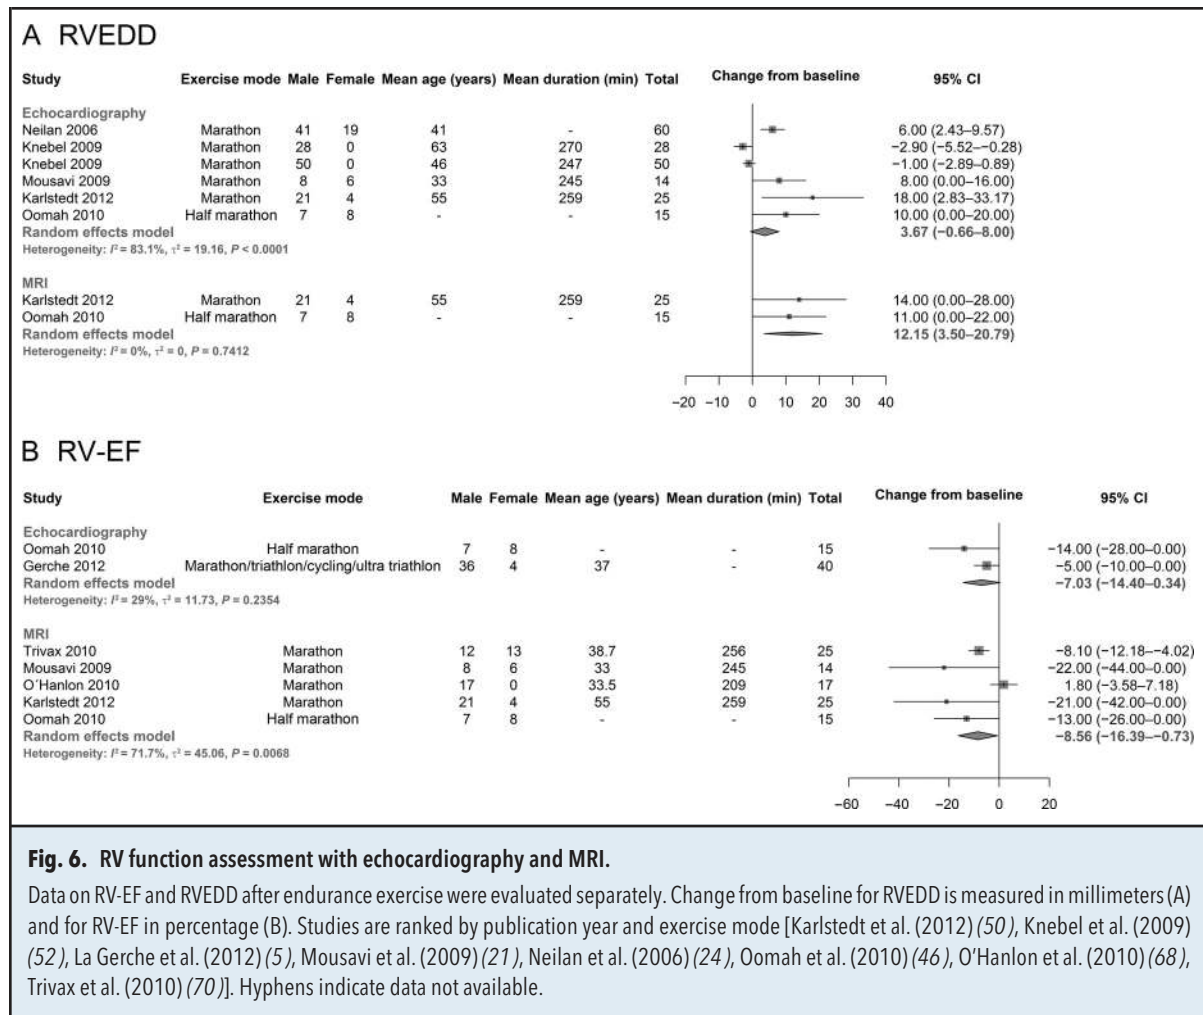 A RVEDD
Study Exercise mode Male Female Mean age (years) Mean duration (min) Total Change from baseline 95% CI
Echocardiography
Neilan 2006 Marathon 41 19 41 - 60 6.00 (2.43–9.57)
Knebel 2009 Marathon 28 0 63 270 28 −2.90 (−5.52–−0.28)
Knebel 2009 Marathon 50 0 46 247 50 −1.00 (−2.89–0.89)
Mousavi 2009 Marathon 8 6 33 245 14 8.00 (0.00–16.00)
Karlstedt 2012 Marathon 21 4 55 259 25 18.00 (2.83–33.17)
Oomah 2010 Half marathon 7 8 - - 15 10.00 (0.00–20.00)
Random effects model 3.67 (−0.66–8.00)
Heterogeneity: I² = 83.1%, τ² = 19.16, P < 0.0001
MRI
Karlstedt 2012 Marathon 21 4 55 259 25 14.00 (0.00–28.00)
Oomah 2010 Half marathon 7 8 - - 15 11.00 (0.00–22.00)
Random effects model 12.15 (3.50–20.79)
Heterogeneity: I² = 0%, τ² = 0, P = 0.7412
−20 −10 0 10 20 30 40
B RV-EF
Study Exercise mode Male Female Mean age (years) Mean duration (min) Total Change from baseline 95% CI
Echocardiography
Oomah 2010 Half marathon 7 8 - - 15 −14.00 (−28.00–0.00)
Gerche 2012 Marathon/triathlon/cycling/ultra triathlon 36 4 37 - 40 −5.00 (−10.00–0.00)
Random effects model −7.03 (−14.40–0.34)
Heterogeneity: I² = 29%, τ² = 11.73, P = 0.2354
MRI
Trivax 2010 Marathon 12 13 38.7 256 25 −8.10 (−12.18–−4.02)
Mousavi 2009 Marathon 8 6 33 245 14 −22.00 (−44.00–0.00)
O´Hanlon 2010 Marathon 17 0 33.5 209 17 1.80 (−3.58–7.18)
Karlstedt 2012 Marathon 21 4 55 259 25 −21.00 (−42.00–0.00)
Oomah 2010 Half marathon 7 8 - - 15 −13.00 (−26.00–0.00)
Random effects model −8.56 (−16.39–−0.73)
Heterogeneity: I² = 71.7%, τ² = 45.06, P = 0.0068
−60 −40 −20 0 20
Fig. 6. RV function assessment with echocardiography and MRI.
Data on RV-EF and RVEDD after endurance exercise were evaluated separately. Change from baseline for RVEDD is measured in millimeters (A)
and for RV-EF in percentage (B). Studies are ranked by publication year and exercise mode [Karlstedt et al. (2012) (50), Knebel et al. (2009)
(52), La Gerche et al. (2012) (5), Mousavi et al. (2009) (21), Neilan et al. (2006) (24), Oomah et al. (2010) (46), O'Hanlon et al. (2010) (68),
Trivax et al. (2010) (70)]. Hyphens indicate data not available.